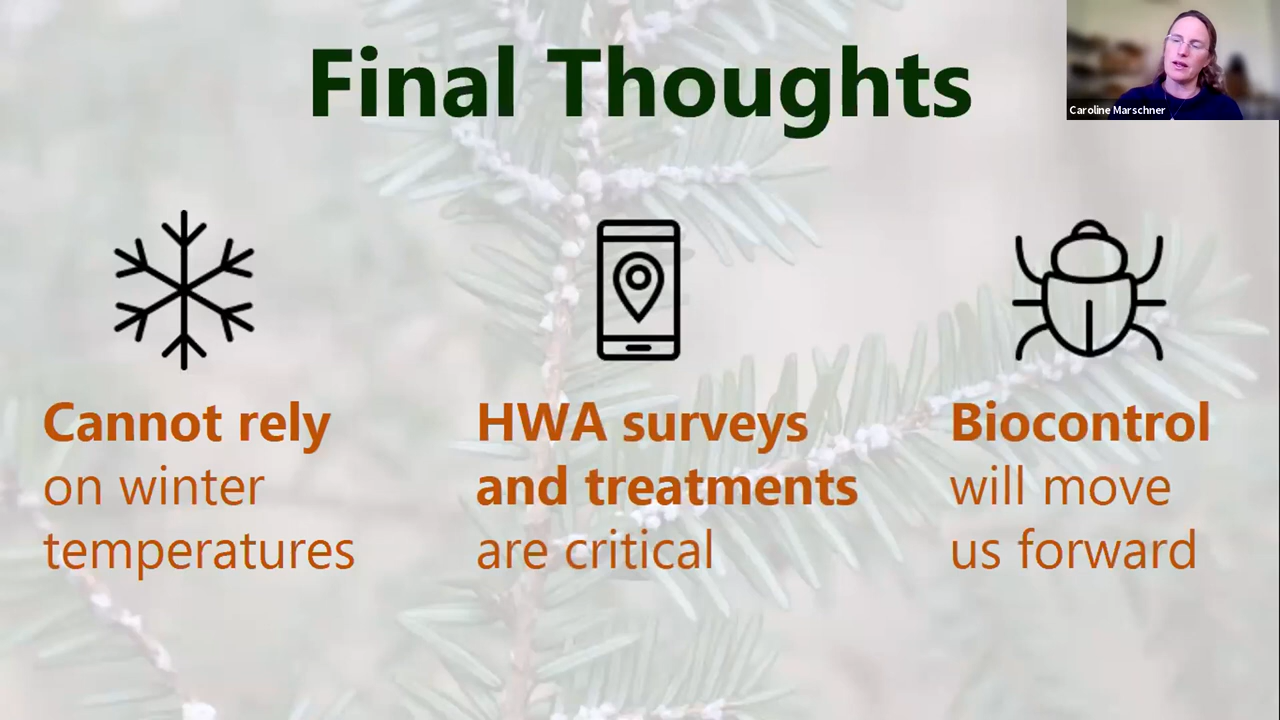 Final Thoughts
Caroline Marschner
Cannot rely
on winter
temperatures
HWA surveys
and treatments
are critical
Biocontrol
will move
us forward